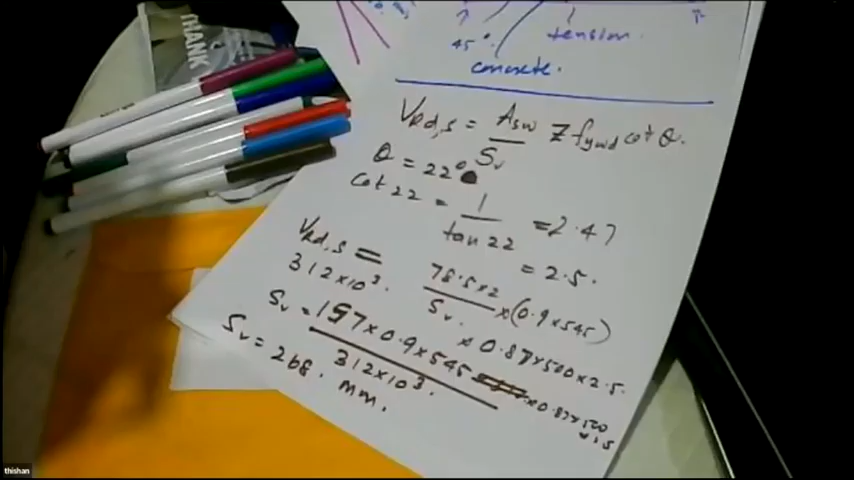 THANK
45°
tension.
concrete.
VRd,s = Asw/Sv Z fywd cot θ.
θ = 22°
cot 22 = 1/tan 22 = 2.47
= 2.5.
VRd,s =
312×10³. 78.5×2/Sv. ×(0.9×545)
× 0.87×500×2.5.
Sv = 157×0.9×545 ×0.87×500
312×10³.
Sv = 268. mm.
thishan